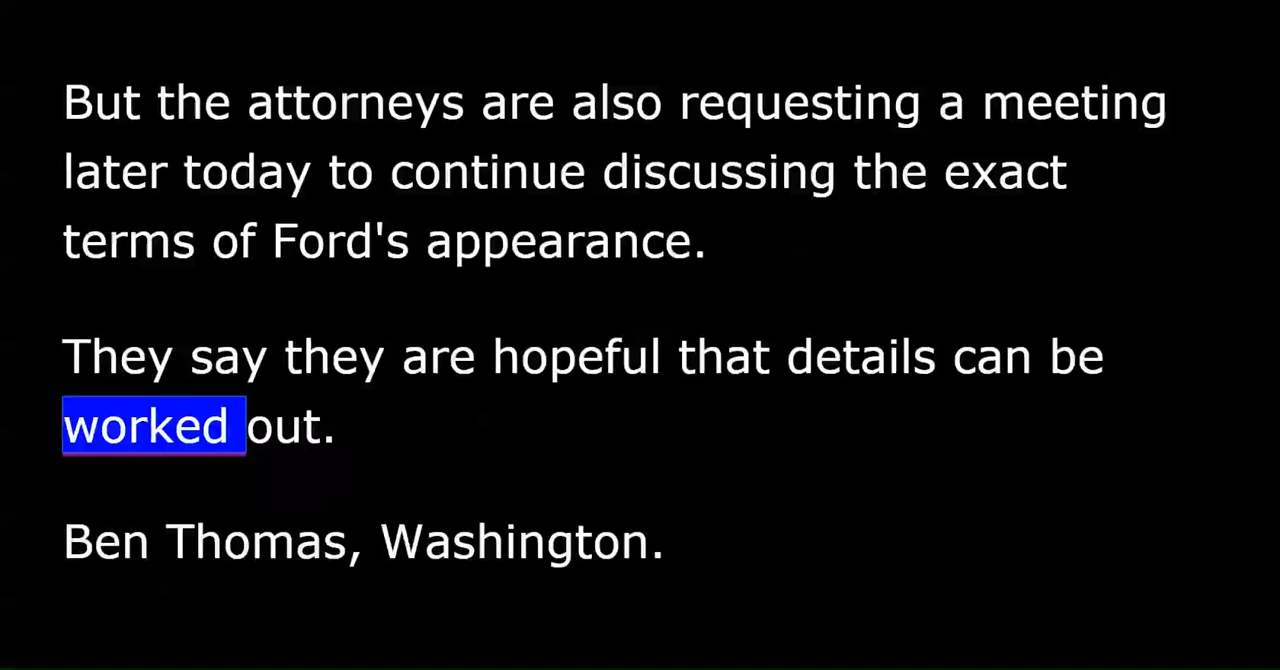 But the attorneys are also requesting a meeting
later today to continue discussing the exact
terms of Ford's appearance.
They say they are hopeful that details can be
worked out.
Ben Thomas, Washington.